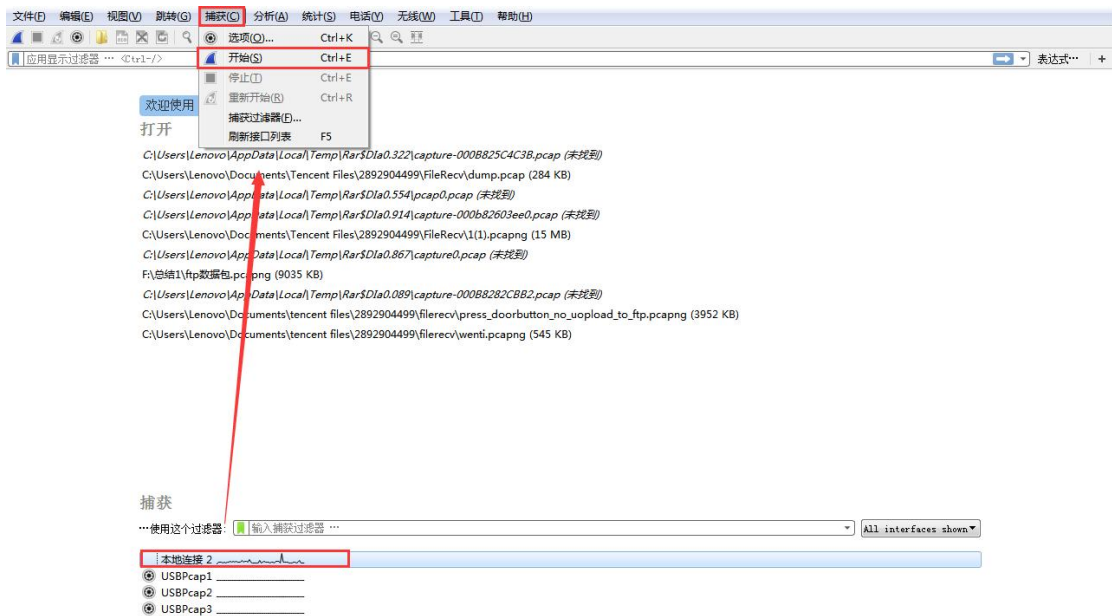 文件(F) 编辑(E) 视图(V) 跳转(G) 捕获(C) 分析(A) 统计(S) 电话(Y) 无线(W) 工具(T) 帮助(H)
选项(O)... Ctrl+K
应用显示过滤器 … <Ctrl-/> 表达式… +
开始(S) Ctrl+E
停止(T) Ctrl+E
重新开始(R) Ctrl+R
捕获过滤器(F)...
刷新接口列表 F5
欢迎使用
打开
C:\Users\Lenovo\AppData\Local\Temp\Rar$DIa0.322\capture-000B825C4C3B.pcap (未找到)
C:\Users\Lenovo\Documents\Tencent Files\2892904499\FileRecv\dump.pcap (284 KB)
C:\Users\Lenovo\AppData\Local\Temp\Rar$DIa0.554\pcap0.pcap (未找到)
C:\Users\Lenovo\AppData\Local\Temp\Rar$DIa0.914\capture-000b82603ee0.pcap (未找到)
C:\Users\Lenovo\Documents\Tencent Files\2892904499\FileRecv\1(1).pcapng (15 MB)
C:\Users\Lenovo\AppData\Local\Temp\Rar$DIa0.867\capture0.pcap (未找到)
F:\总结1\ftp数据包.pcapng (9035 KB)
C:\Users\Lenovo\AppData\Local\Temp\Rar$DIa0.089\capture-000B8282CBB2.pcap (未找到)
C:\Users\Lenovo\Documents\tencent files\2892904499\filerecv\press_doorbutton_no_uopload_to_ftp.pcapng (3952 KB)
C:\Users\Lenovo\Documents\tencent files\2892904499\filerecv\wenti.pcapng (545 KB)
捕获
…使用这个过滤器: 输入捕获过滤器 … All interfaces shown
本地连接 2
USBPcap1
USBPcap2
USBPcap3